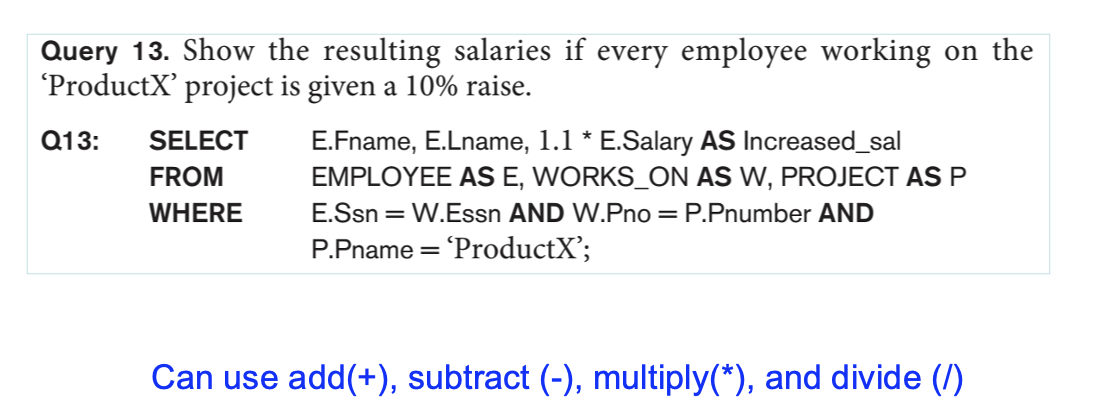 Query 13. Show the resulting salaries if every employee working on the
‘ProductX’ project is given a 10% raise.
Q13: SELECT E.Fname, E.Lname, 1.1 * E.Salary AS Increased_sal
FROM EMPLOYEE AS E, WORKS_ON AS W, PROJECT AS P
WHERE E.Ssn = W.Essn AND W.Pno = P.Pnumber AND
P.Pname = ‘ProductX’;
Can use add(+), subtract (-), multiply(*), and divide (/)